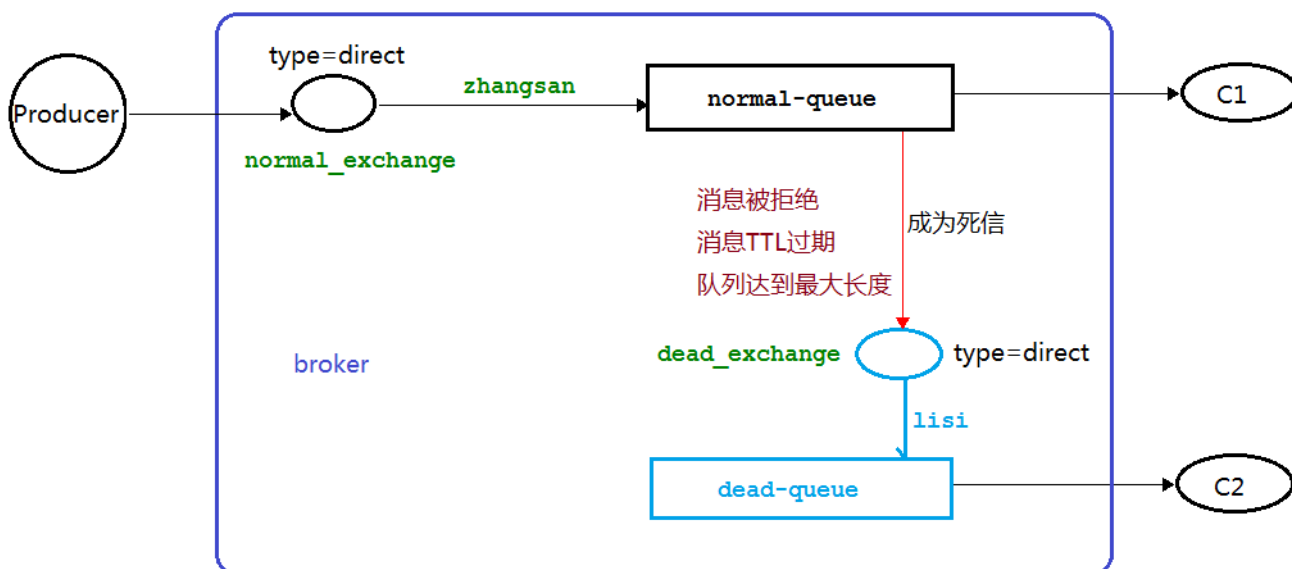 type=direct
zhangsan
normal-queue
C1
Producer
normal_exchange
消息被拒绝
消息TTL过期
成为死信
队列达到最大长度
broker
dead_exchange
type=direct
lisi
dead-queue
C2